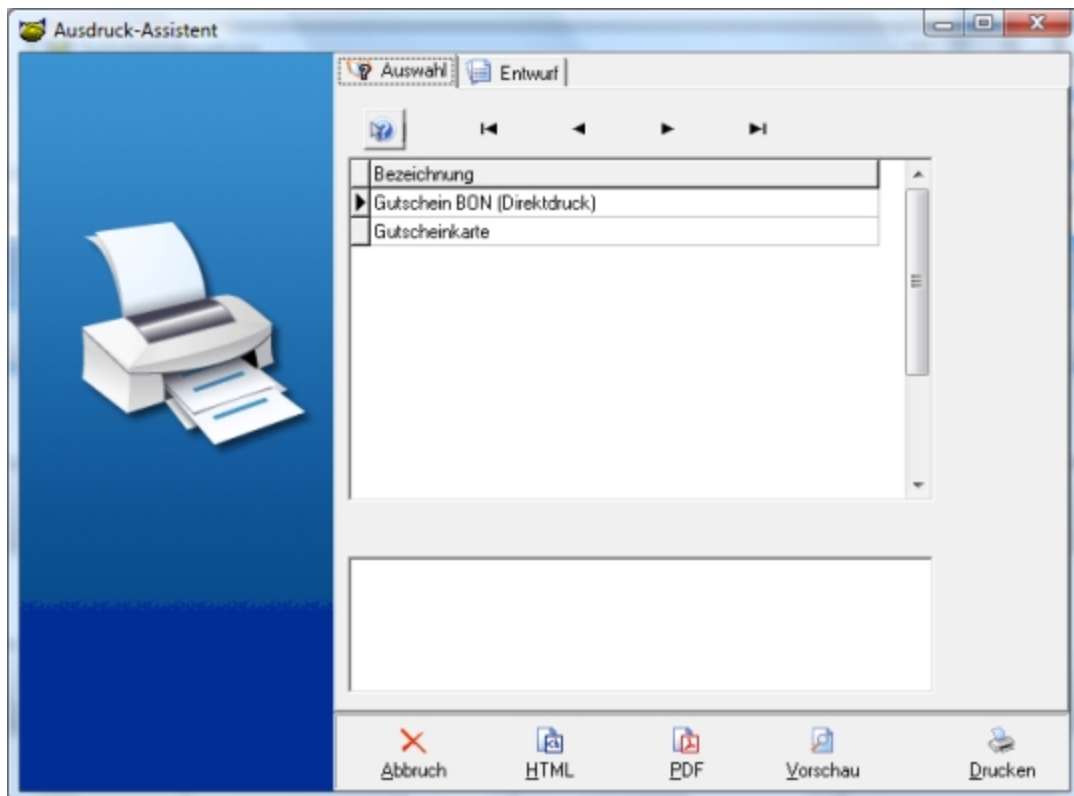 Ausdruck-Assistent
Auswahl Entwurf
Bezeichnung
Gutschein BON (Direktdruck)
Gutscheinkarte
Abbruch HTML PDF Vorschau Drucken